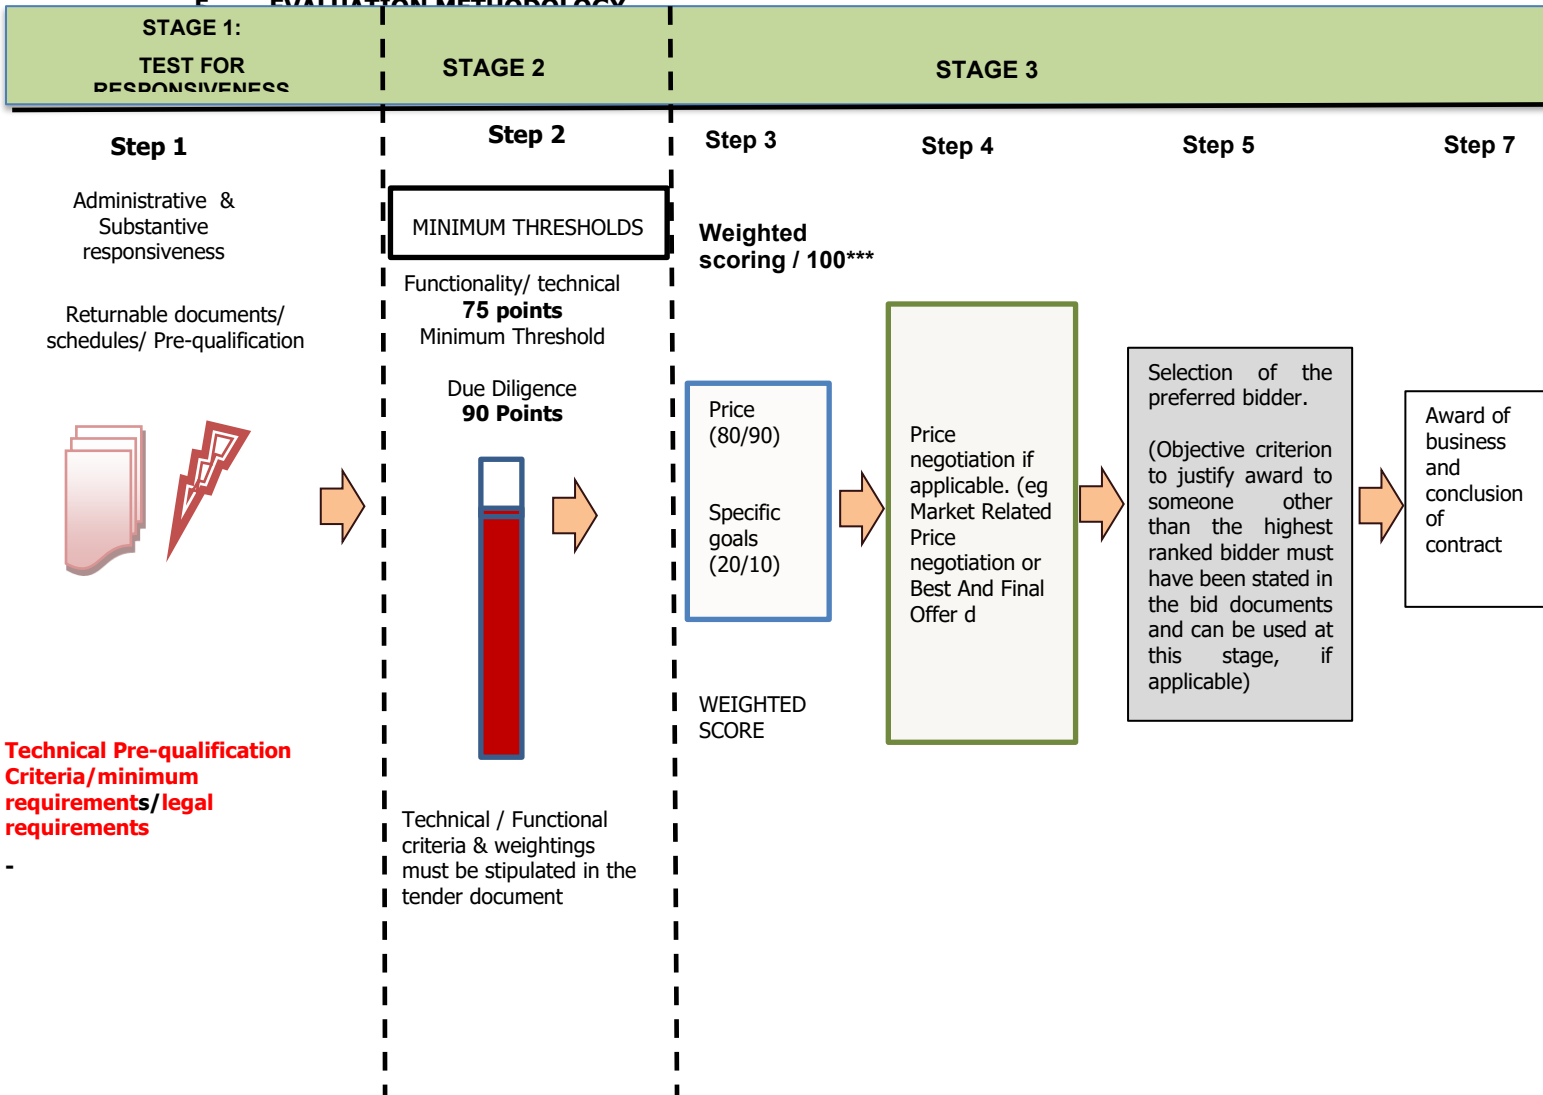 E. EVALUATION METHODOLOGY
STAGE 1:
TEST FOR
RESPONSIVENESS
STAGE 2
STAGE 3
Step 1
Administrative &
Substantive
responsiveness
Returnable documents/
schedules/ Pre-qualification
Technical Pre-qualification
Criteria/minimum
requirements/legal
requirements
-
Step 2
MINIMUM THRESHOLDS
Functionality/ technical
75 points
Minimum Threshold
Due Diligence
90 Points
Technical / Functional
criteria & weightings
must be stipulated in the
tender document
Step 3
Weighted
scoring / 100***
Price
(80/90)
Specific
goals
(20/10)
WEIGHTED
SCORE
Step 4
Price
negotiation if
applicable. (eg
Market Related
Price
negotiation or
Best And Final
Offer d
Step 5
Selection of the
preferred bidder.
(Objective criterion
to justify award to
someone other
than the highest
ranked bidder must
have been stated in
the bid documents
and can be used at
this stage, if
applicable)
Step 7
Award of
business
and
conclusion
of
contract